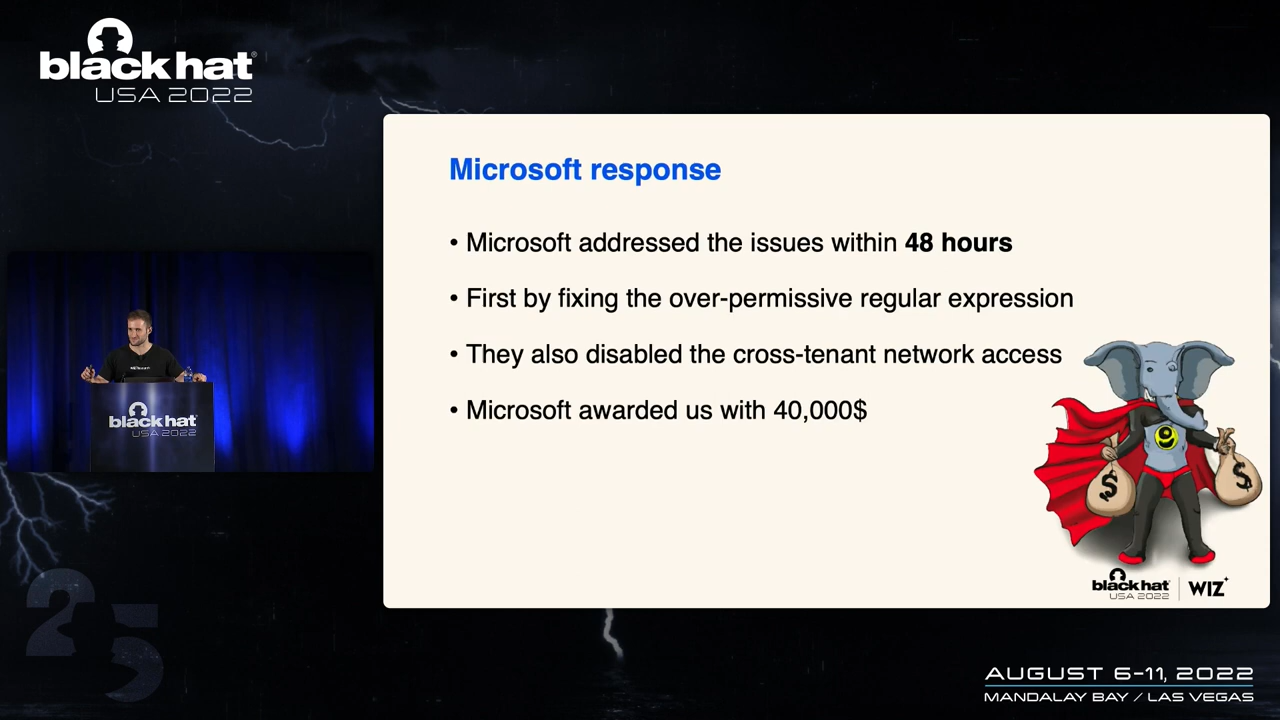 black hat®
USA 2022
Microsoft response
• Microsoft addressed the issues within 48 hours
• First by fixing the over-permissive regular expression
• They also disabled the cross-tenant network access
• Microsoft awarded us with 40,000$
9
$
$
black hat
USA 2022
black hat
USA 2022
WIZ
25
AUGUST 6-11, 2022
MANDALAY BAY / LAS VEGAS